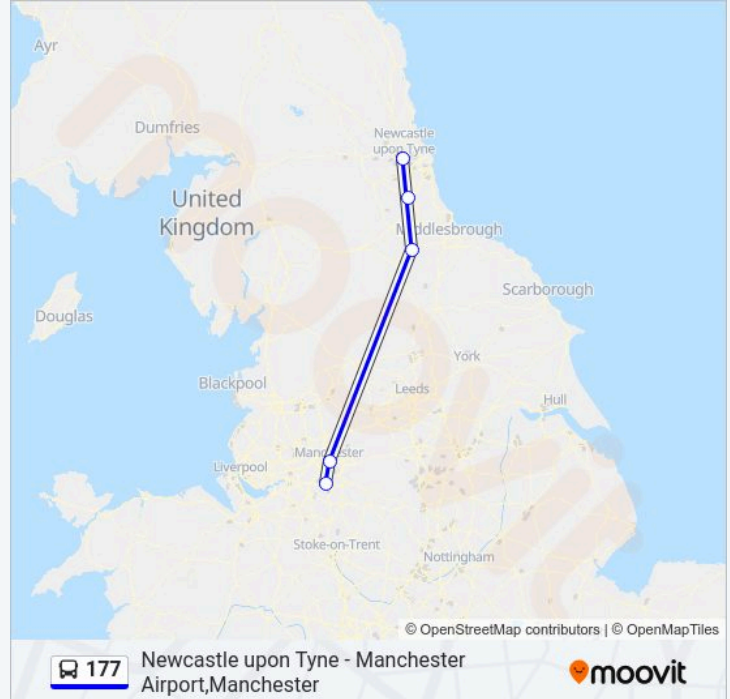 Ayr
Dumfries
Newcastle
upon Tyne
United
Kingdom
Middlesbrough
Scarborough
Douglas
York
Blackpool
Leeds
Hull
Manchester
Liverpool
Stoke-on-Trent
Nottingham
moovit
© OpenStreetMap contributors | © OpenMapTiles
177
Newcastle upon Tyne - Manchester
Airport,Manchester
moovit